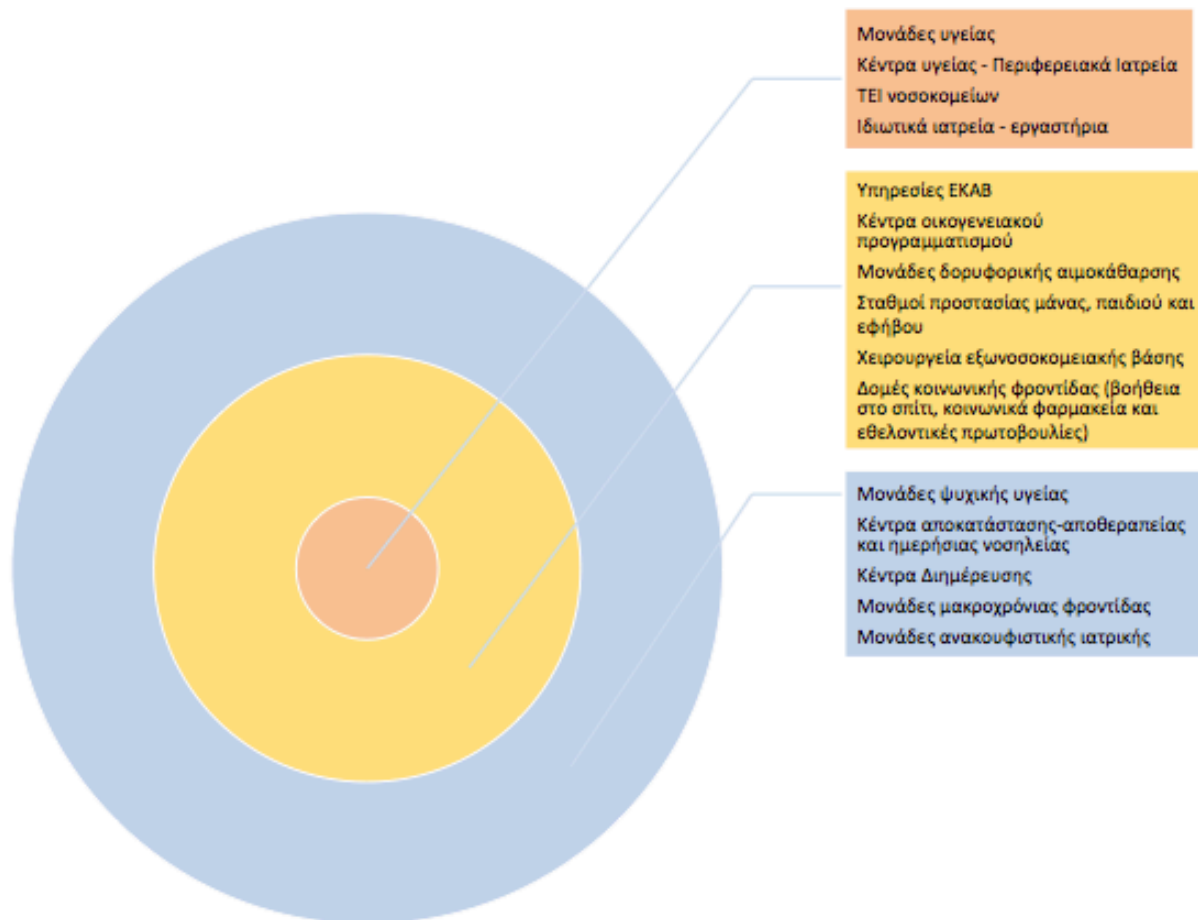 Μονάδες υγείας
Κέντρα υγείας - Περιφερειακά Ιατρεία
ΤΕΙ νοσοκομείων
Ιδιωτικά ιατρεία - εργαστήρια
Υπηρεσίες ΕΚΑΒ
Κέντρα οικογενειακού
προγραμματισμού
Μονάδες δορυφορικής αιμοκάθαρσης
Σταθμοί προστασίας μάνας, παιδιού και
εφήβου
Χειρουργεία εξωνοσοκομειακής βάσης
Δομές κοινωνικής φροντίδας (βοήθεια
στο σπίτι, κοινωνικά φαρμακεία και
εθελοντικές πρωτοβουλίες)
Μονάδες ψυχικής υγείας
Κέντρα αποκατάστασης-αποθεραπείας
και ημερήσιας νοσηλείας
Κέντρα Διημέρευσης
Μονάδες μακροχρόνιας φροντίδας
Μονάδες ανακουφιστικής ιατρικής